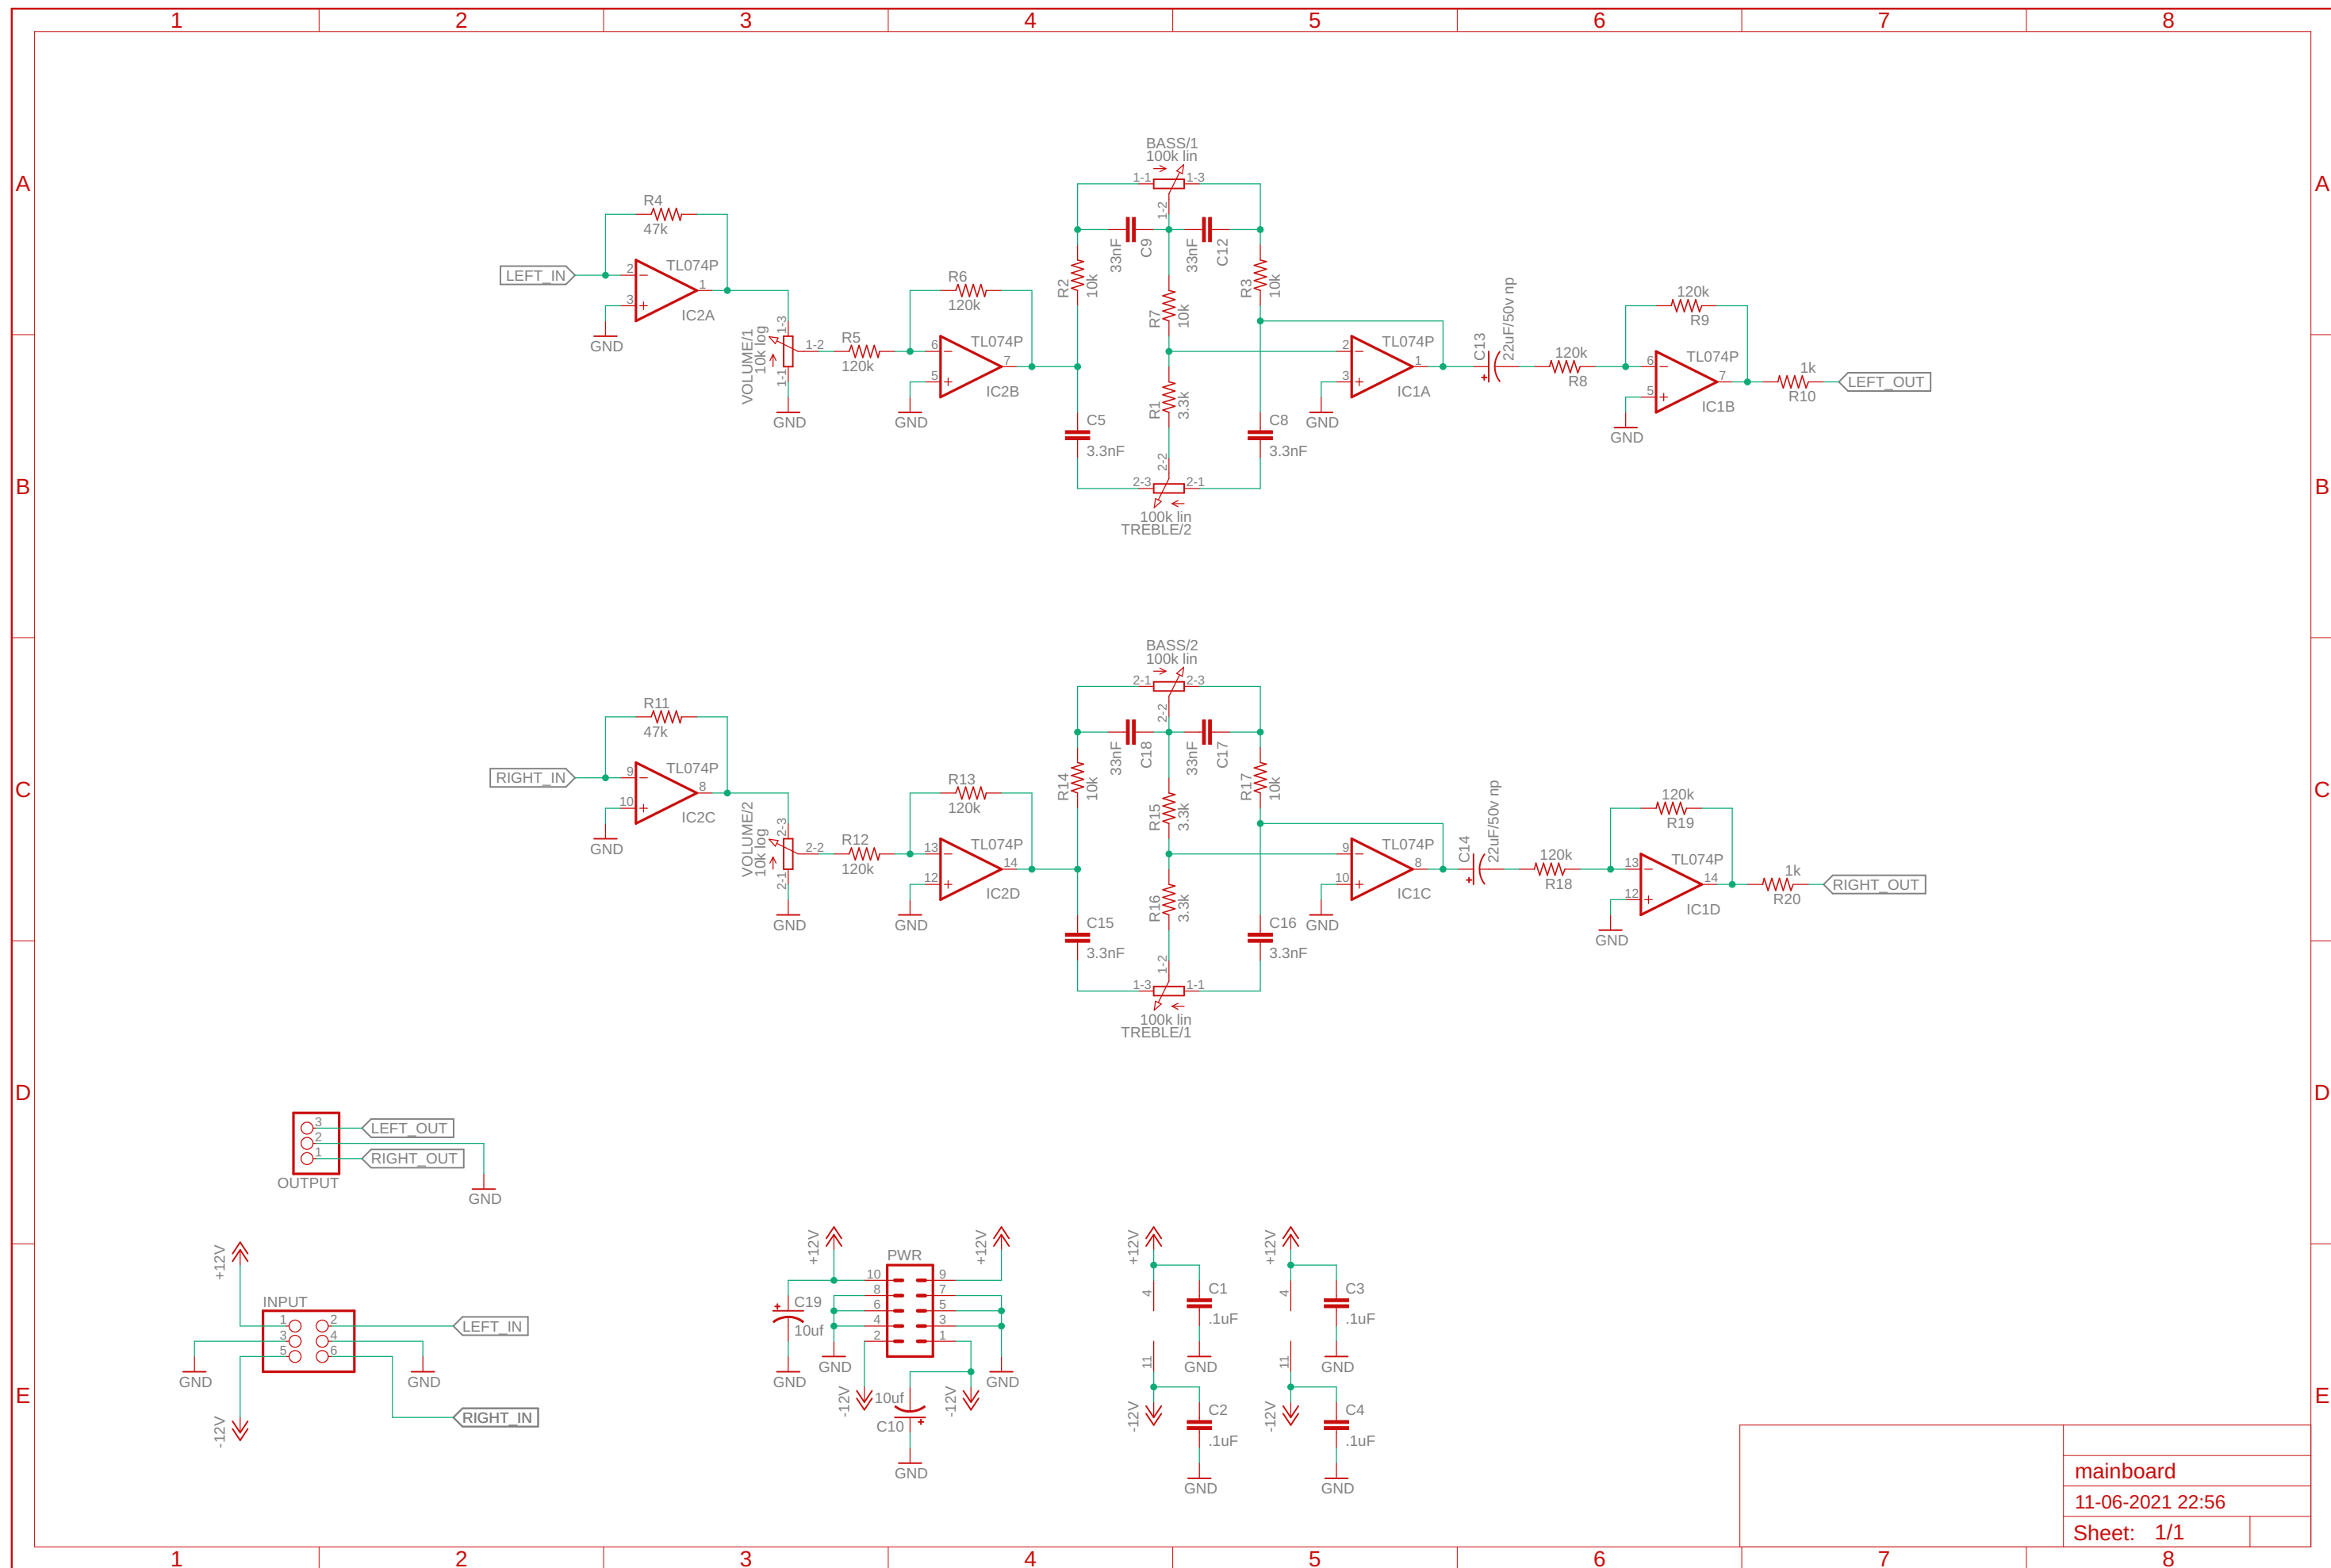 1 2 3 4 5 6 7 8
A A
BASS/1
100k lin
1-1 1-3
1-2
R4
47k
LEFT_IN
2
3
TL074P
1
IC2A
GND
VOLUME/1
10k log
1-3
1-2
1-1
GND
R5
120k
R6
120k
6
5
TL074P
7
IC2B
GND
R2
10k
33nF
C9
33nF
C12
R3
10k
R7
10k
R1
3.3k
C5
3.3nF
C8
3.3nF
2-2
2-3 2-1
100k lin
TREBLE/2
2
3
TL074P
1
IC1A
GND
C13
22uF/50v np
120k
R8
120k
R9
6
5
TL074P
7
IC1B
GND
1k
R10
LEFT_OUT
B B
BASS/2
100k lin
2-1 2-3
2-2
R11
47k
RIGHT_IN
9
10
TL074P
8
IC2C
GND
VOLUME/2
10k log
2-3
2-2
2-1
GND
R12
120k
R13
120k
13
12
TL074P
14
IC2D
GND
R14
10k
33nF
C18
33nF
C17
R17
10k
R15
3.3k
R16
3.3k
C15
3.3nF
C16
3.3nF
1-2
1-3 1-1
100k lin
TREBLE/1
9
10
TL074P
8
IC1C
GND
C14
22uF/50v np
120k
R18
120k
R19
13
12
TL074P
14
IC1D
GND
1k
R20
RIGHT_OUT
C C
D D
3
2
1
LEFT_OUT
RIGHT_OUT
OUTPUT
GND
+12V
INPUT
1 2
3 4
5 6
LEFT_IN
GND
GND
RIGHT_IN
-12V
+12V
+12V
PWR
10 9
8 7
6 5
4 3
2 1
C19
10uf
GND
GND
GND
-12V
10uf
C10
-12V
GND
+12V
4
C1
.1uF
GND
11
-12V
C2
.1uF
GND
+12V
4
C3
.1uF
GND
11
-12V
C4
.1uF
GND
E E
mainboard
11-06-2021 22:56
Sheet: 1/1
1 2 3 4 5 6 7 8